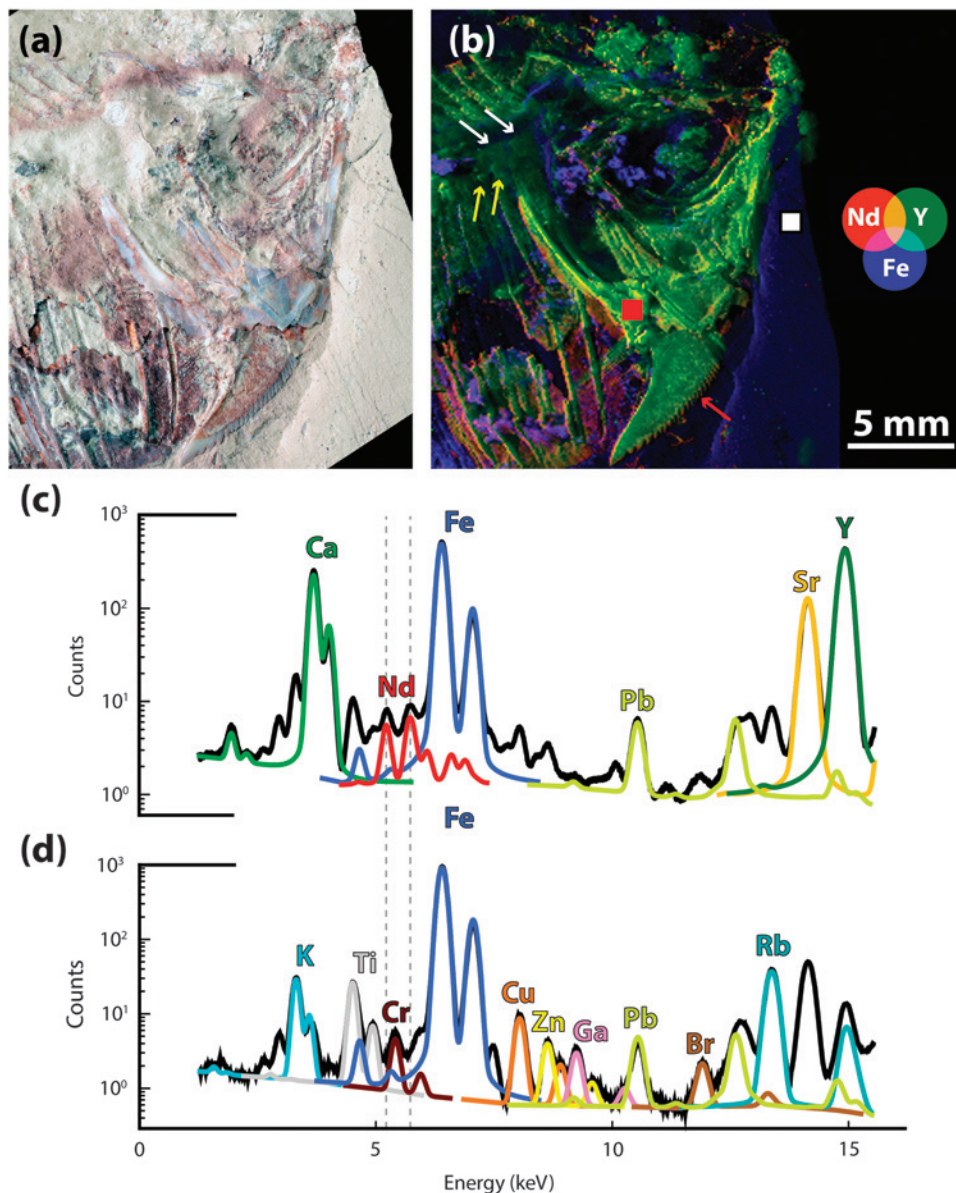 (a)
(b)
Nd Y
Fe
5 mm
(c)
10³
10²
10¹
10⁰
Counts
Ca
Nd
Fe
Pb
Sr
Y
(d)
10³
10²
10¹
10⁰
Counts
K
Ti
Cr
Fe
Cu
Zn
Ga
Pb
Br
Rb
0 5 10 15
Energy (keV)